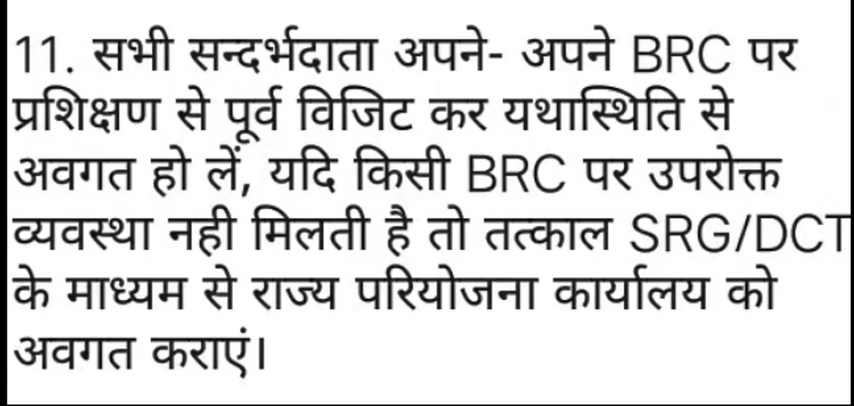 11. सभी सन्दर्भदाता अपने- अपने BRC पर
प्रशिक्षण से पूर्व विजिट कर यथास्थिति से
अवगत हो लें, यदि किसी BRC पर उपरोक्त
व्यवस्था नही मिलती है तो तत्काल SRG/DCT
के माध्यम से राज्य परियोजना कार्यालय को
अवगत कराएं।